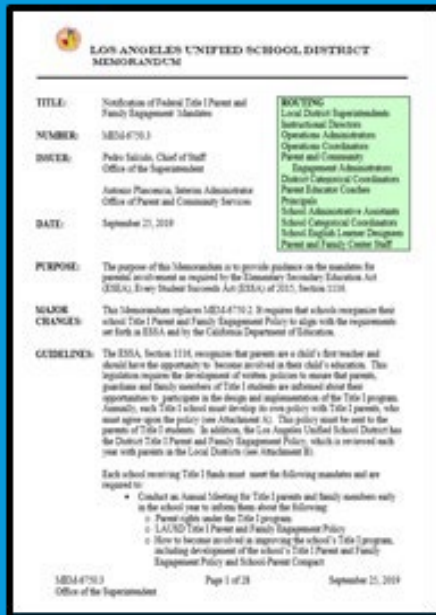 LOS ANGELES UNIFIED SCHOOL DISTRICT
MEMORANDUM
TITLE: Notification of Federal Title I Parent and
Family Engagement Mandates
NUMBER: MEM-6750.3
ISSUER: Pedro Salcido, Chief of Staff
Office of the Superintendent
Antonio Plascencia, Interim Administrator
Office of Parent and Community Services
DATE: September 25, 2019
ROUTING
Local District Superintendents
Instructional Directors
Operations Administrators
Operations Coordinators
Parent and Community
Engagement Administrators
District Categorical Coordinators
Parent Educator Coaches
Principals
School Administrative Assistants
School Categorical Coordinators
School English Learner Designees
Parent and Family Center Staff
PURPOSE: The purpose of this Memorandum is to provide guidance on the mandates for
parental involvement as required by the Elementary Secondary Education Act
(ESEA), Every Student Succeeds Act (ESSA) of 2015, Section 1116.
MAJOR CHANGES: This Memorandum replaces MEM-6750.2. It requires that schools reorganize their
school Title I Parent and Family Engagement Policy to align with the requirements
set forth in ESSA and by the California Department of Education.
GUIDELINES: The ESSA, Section 1116, recognizes that parents are a child's first teacher and
should have the opportunity to become involved in their child's education. This
legislation requires the development of written policies to ensure that parents,
guardians and family members of Title I students are informed about their
opportunities to participate in the design and implementation of the Title I program.
Annually, each Title I school must develop its own policy with Title I parents, who
must agree upon the policy (see Attachment A). This policy must be sent to the
parents of Title I students. In addition, the Los Angeles Unified School District has
the District Title I Parent and Family Engagement Policy, which is reviewed each
year with parents in the Local Districts (see Attachment B).
Each school receiving Title I funds must meet the following mandates and are
required to:
• Conduct an Annual Meeting for Title I parents and family members early
in the school year to inform them about the following:
o Parent rights under the Title I program
o LAUSD Title I Parent and Family Engagement Policy
o How to become involved in improving the school's Title I program,
including development of the school's Title I Parent and Family
Engagement Policy and School-Parent Compact
MEM-6750.3 Page 1 of 28 September 25, 2019
Office of the Superintendent